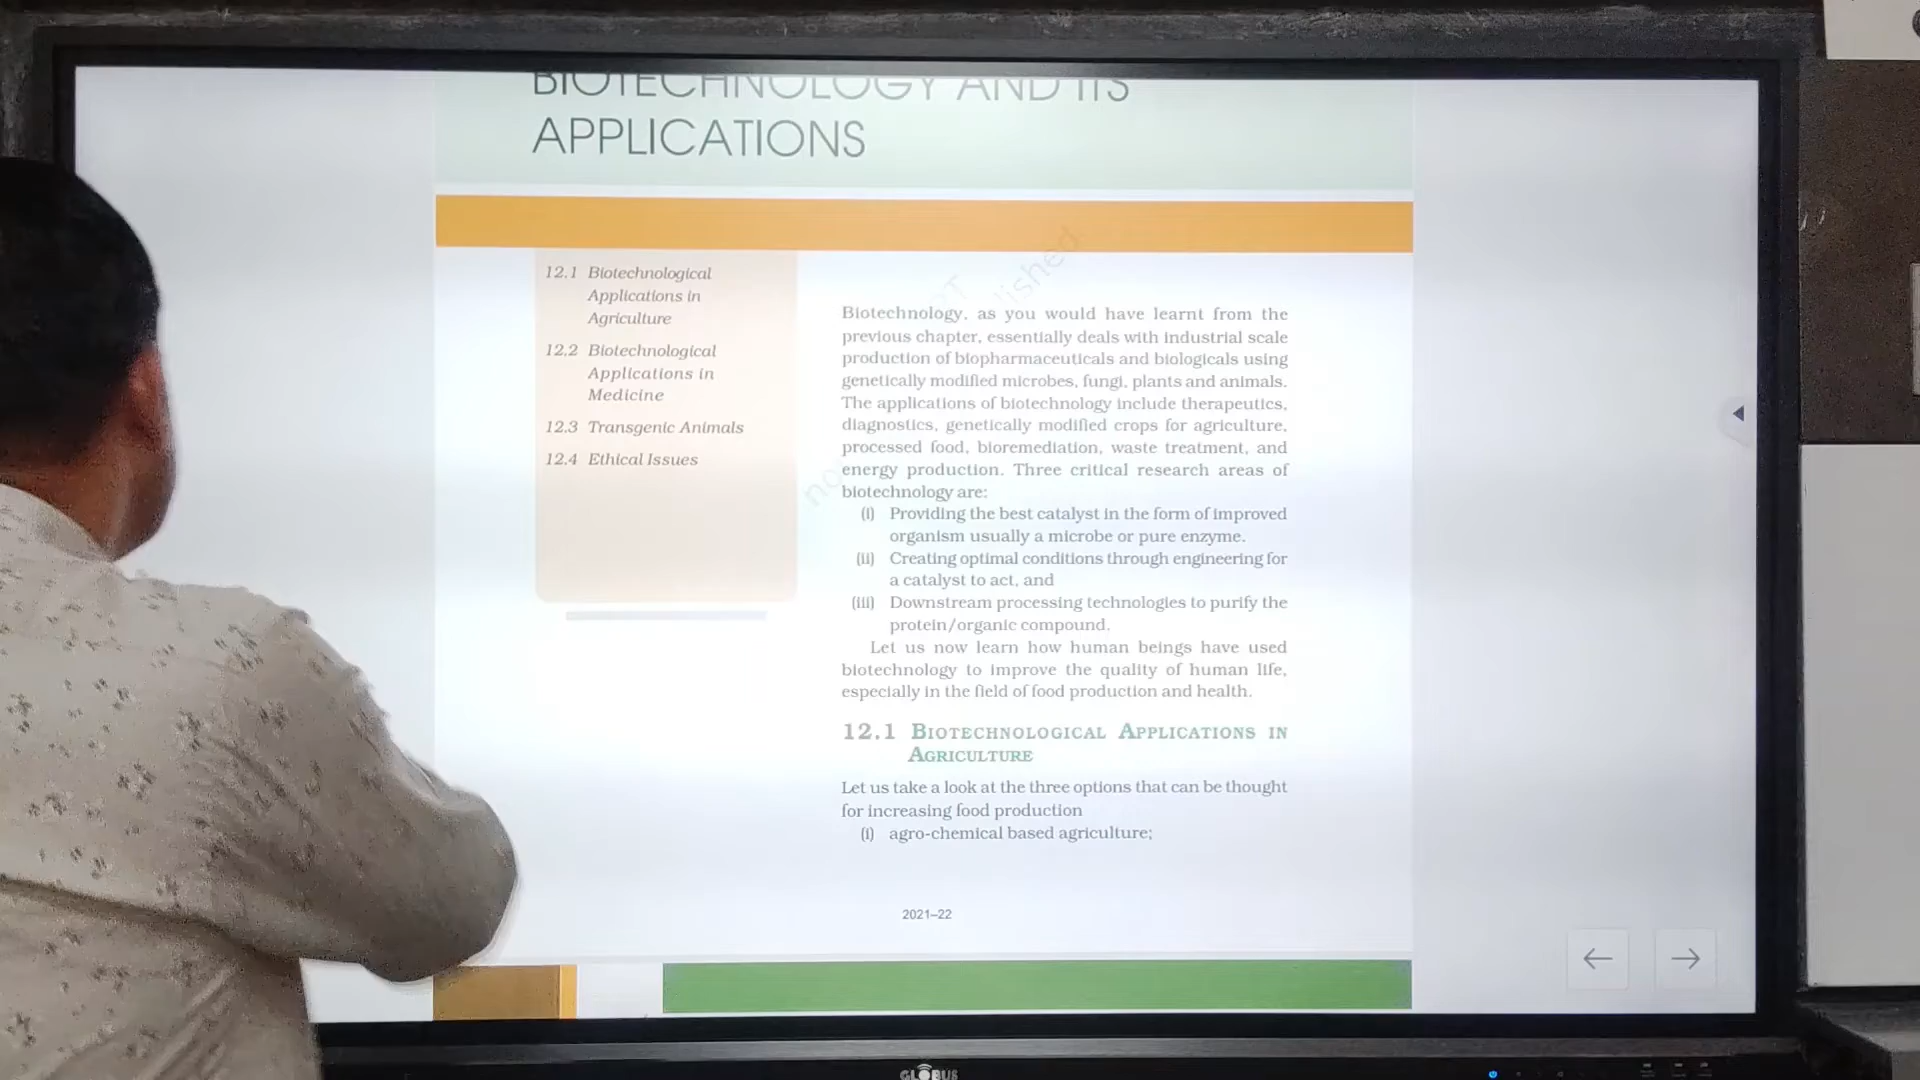 BIOTECHNOLOGY AND ITS
APPLICATIONS
12.1 Biotechnological
Applications in
Agriculture
12.2 Biotechnological
Applications in
Medicine
12.3 Transgenic Animals
12.4 Ethical Issues
Biotechnology, as you would have learnt from the
previous chapter, essentially deals with industrial scale
production of biopharmaceuticals and biologicals using
genetically modified microbes, fungi, plants and animals.
The applications of biotechnology include therapeutics,
diagnostics, genetically modified crops for agriculture,
processed food, bioremediation, waste treatment, and
energy production. Three critical research areas of
biotechnology are:
(i) Providing the best catalyst in the form of improved
organism usually a microbe or pure enzyme.
(ii) Creating optimal conditions through engineering for
a catalyst to act, and
(iii) Downstream processing technologies to purify the
protein/organic compound.
Let us now learn how human beings have used
biotechnology to improve the quality of human life,
especially in the field of food production and health.
12.1 BIOTECHNOLOGICAL APPLICATIONS IN
AGRICULTURE
Let us take a look at the three options that can be thought
for increasing food production
(i) agro-chemical based agriculture;
2021–22
GLOBUS